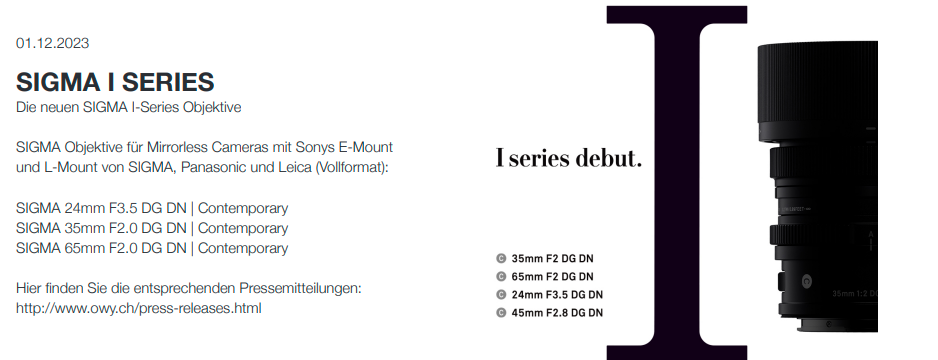 01.12.2023
SIGMA I SERIES
Die neuen SIGMA I-Series Objektive
SIGMA Objektive für Mirrorless Cameras mit Sonys E-Mount
und L-Mount von SIGMA, Panasonic und Leica (Vollformat):
SIGMA 24mm F3.5 DG DN | Contemporary
SIGMA 35mm F2.0 DG DN | Contemporary
SIGMA 65mm F2.0 DG DN | Contemporary
Hier finden Sie die entsprechenden Pressemitteilungen:
http://www.owy.ch/press-releases.html
I series debut.
I
C 35mm F2 DG DN
C 65mm F2 DG DN
C 24mm F3.5 DG DN
C 45mm F2.8 DG DN
A
C
35mm 1:2 DG